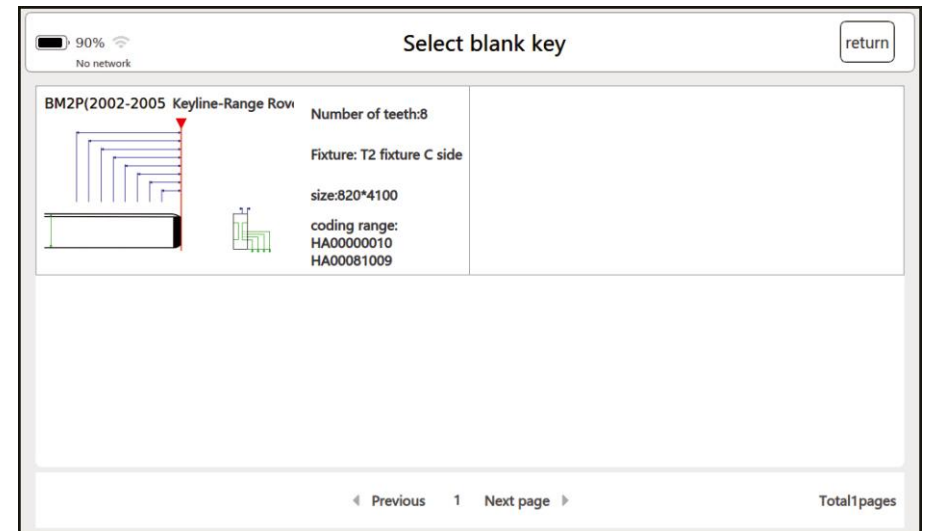 90%
No network
Select blank key
return
BM2P(2002-2005 Keyline-Range Rove
Number of teeth:8
Fixture: T2 fixture C side
size:820*4100
coding range:
HA00000010
HA00081009
Previous 1 Next page
Total1pages